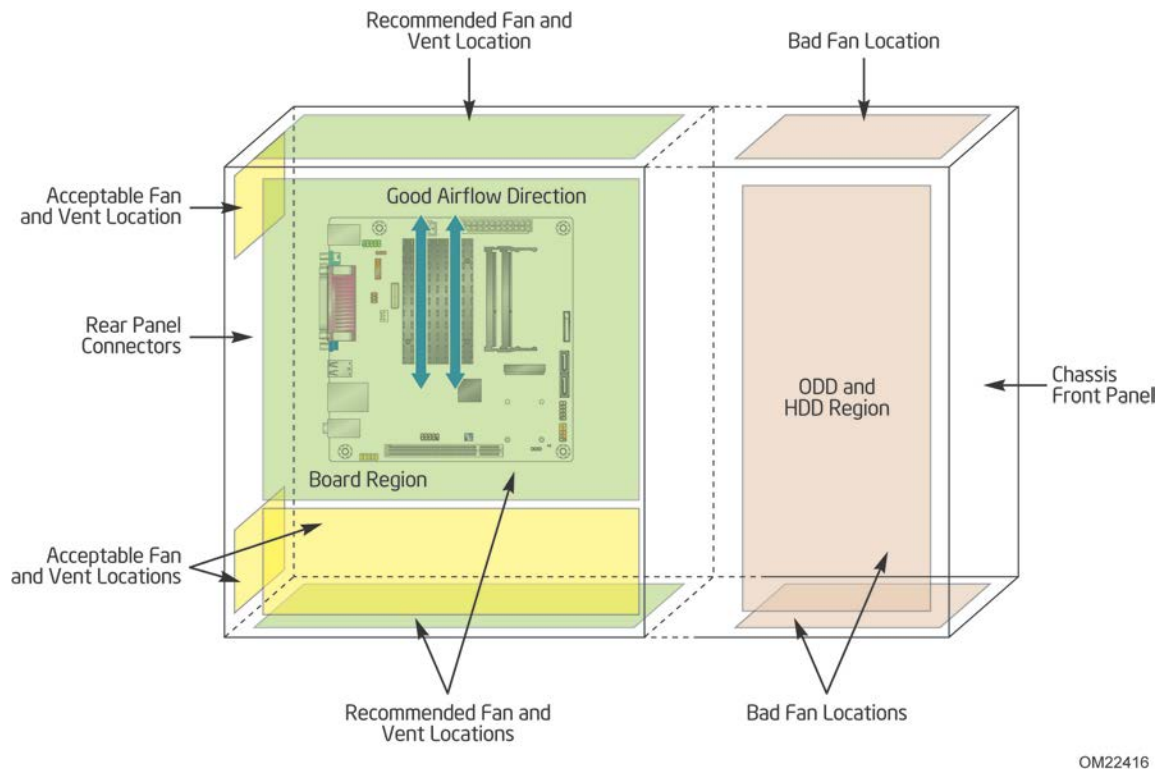 Recommended Fan and
Vent Location
Bad Fan Location
Acceptable Fan
and Vent Location
Good Airflow Direction
Rear Panel
Connectors
ODD and
HDD Region
Chassis
Front Panel
Board Region
Acceptable Fan
and Vent Locations
Recommended Fan and
Vent Locations
Bad Fan Locations
OM22416